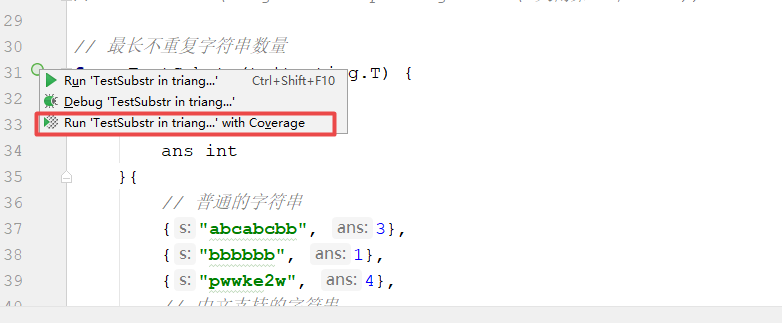 29
30 // 最长不重复字符串数量
31 T) {
Run 'TestSubstr in triang...' Ctrl+Shift+F10
32
Debug 'TestSubstr in triang...'
33
Run 'TestSubstr in triang...' with Coverage
34 ans int
35 }{
36 // 普通的字符串
37 {s: "abcabcbb", ans: 3},
38 {s: "bbbbbb", ans: 1},
39 {s: "pwwke2w", ans: 4},
40 // 中文支持的字符串